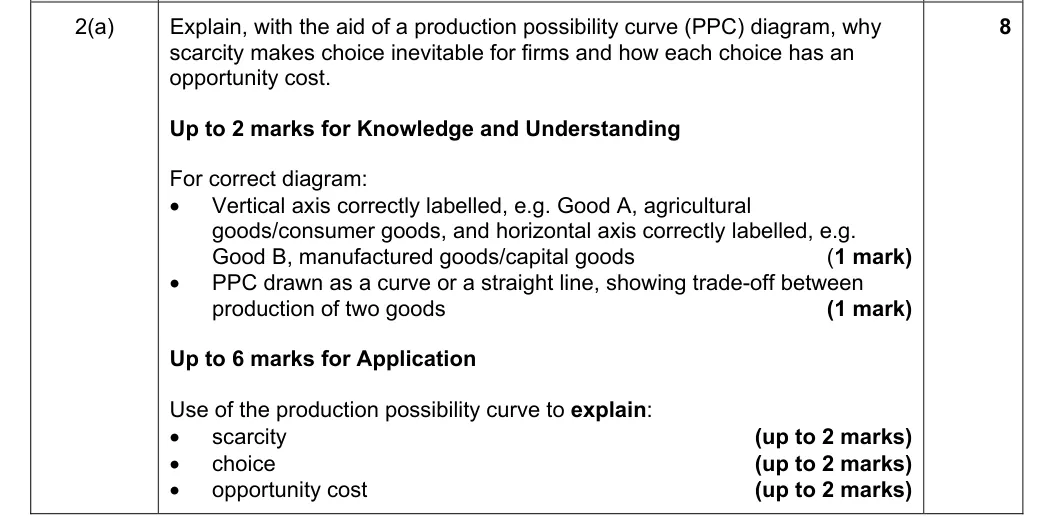 2(a) Explain, with the aid of a production possibility curve (PPC) diagram, why 8
scarcity makes choice inevitable for firms and how each choice has an
opportunity cost.
Up to 2 marks for Knowledge and Understanding
For correct diagram:
• Vertical axis correctly labelled, e.g. Good A, agricultural
goods/consumer goods, and horizontal axis correctly labelled, e.g.
Good B, manufactured goods/capital goods (1 mark)
• PPC drawn as a curve or a straight line, showing trade-off between
production of two goods (1 mark)
Up to 6 marks for Application
Use of the production possibility curve to explain:
• scarcity (up to 2 marks)
• choice (up to 2 marks)
• opportunity cost (up to 2 marks)